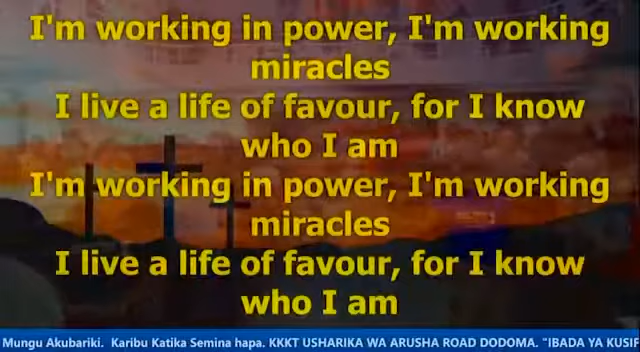 I'm working in power, I'm working
miracles
I live a life of favour, for I know
who I am
I'm working in power, I'm working
miracles
I live a life of favour, for I know
who I am
Mungu Akubariki. Karibu Katika Semina hapa. KKKT USHARIKA WA ARUSHA ROAD DODOMA. "IBADA YA KUSIF